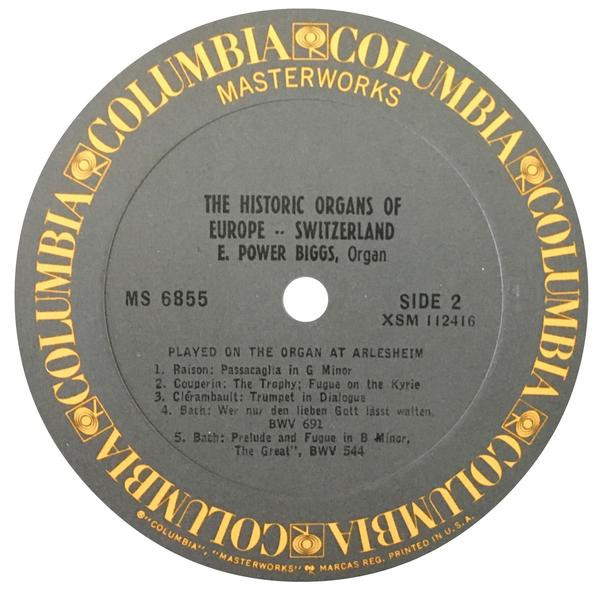 COLUMBIA COLUMBIA COLUMBIA COLUMBIA COLUMBIA COLUMBIA COLUMBIA COLUMBIA
MASTERWORKS
THE HISTORIC ORGANS OF
EUROPE -- SWITZERLAND
E. POWER BIGGS, Organ
MS 6855
SIDE 2
XSM 112416
PLAYED ON THE ORGAN AT ARLESHEIM
1. Raison: Passacaglia in G Minor
2. Couperin: The Trophy; Fugue on the Kyrie
3. Clérambault: Trumpet in Dialogue
4. Bach: Wer nur den lieben Gott lässt walten,
BWV 691
5. Bach: Prelude and Fugue in B Minor,
The Great", BWV 544
®"COLUMBIA", "MASTERWORKS" MARCAS REG. PRINTED IN U.S.A.